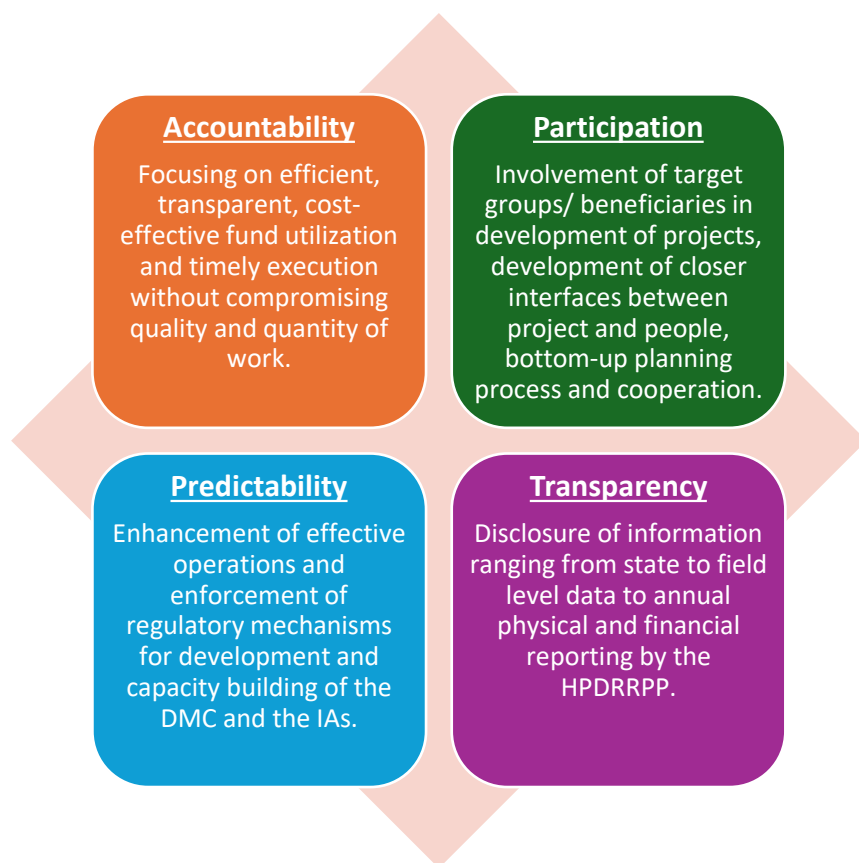 Accountability
Focusing on efficient,
transparent, cost-
effective fund utilization
and timely execution
without compromising
quality and quantity of
work.
Participation
Involvement of target
groups/ beneficiaries in
development of projects,
development of closer
interfaces between
project and people,
bottom-up planning
process and cooperation.
Predictability
Enhancement of effective
operations and
enforcement of
regulatory mechanisms
for development and
capacity building of the
DMC and the IAs.
Transparency
Disclosure of information
ranging from state to field
level data to annual
physical and financial
reporting by the
HPDRRPP.